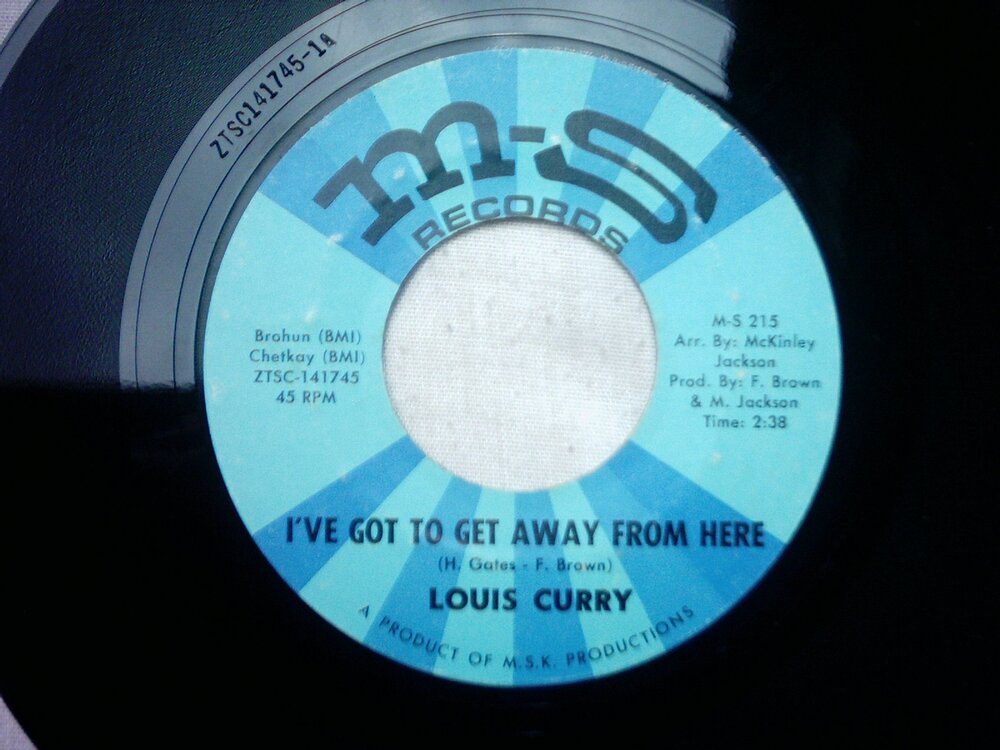 ZTSC141745-1A
M-S
RECORDS
Brohun (BMI)
Chetkay (BMI)
ZTSC-141745
45 RPM
M-S 215
Arr. By: McKinley
Jackson
Prod. By: F. Brown
& M. Jackson
Time: 2:38
I'VE GOT TO GET AWAY FROM HERE
(H. Gates - F. Brown)
LOUIS CURRY
A PRODUCT OF M.S.K. PRODUCTIONS